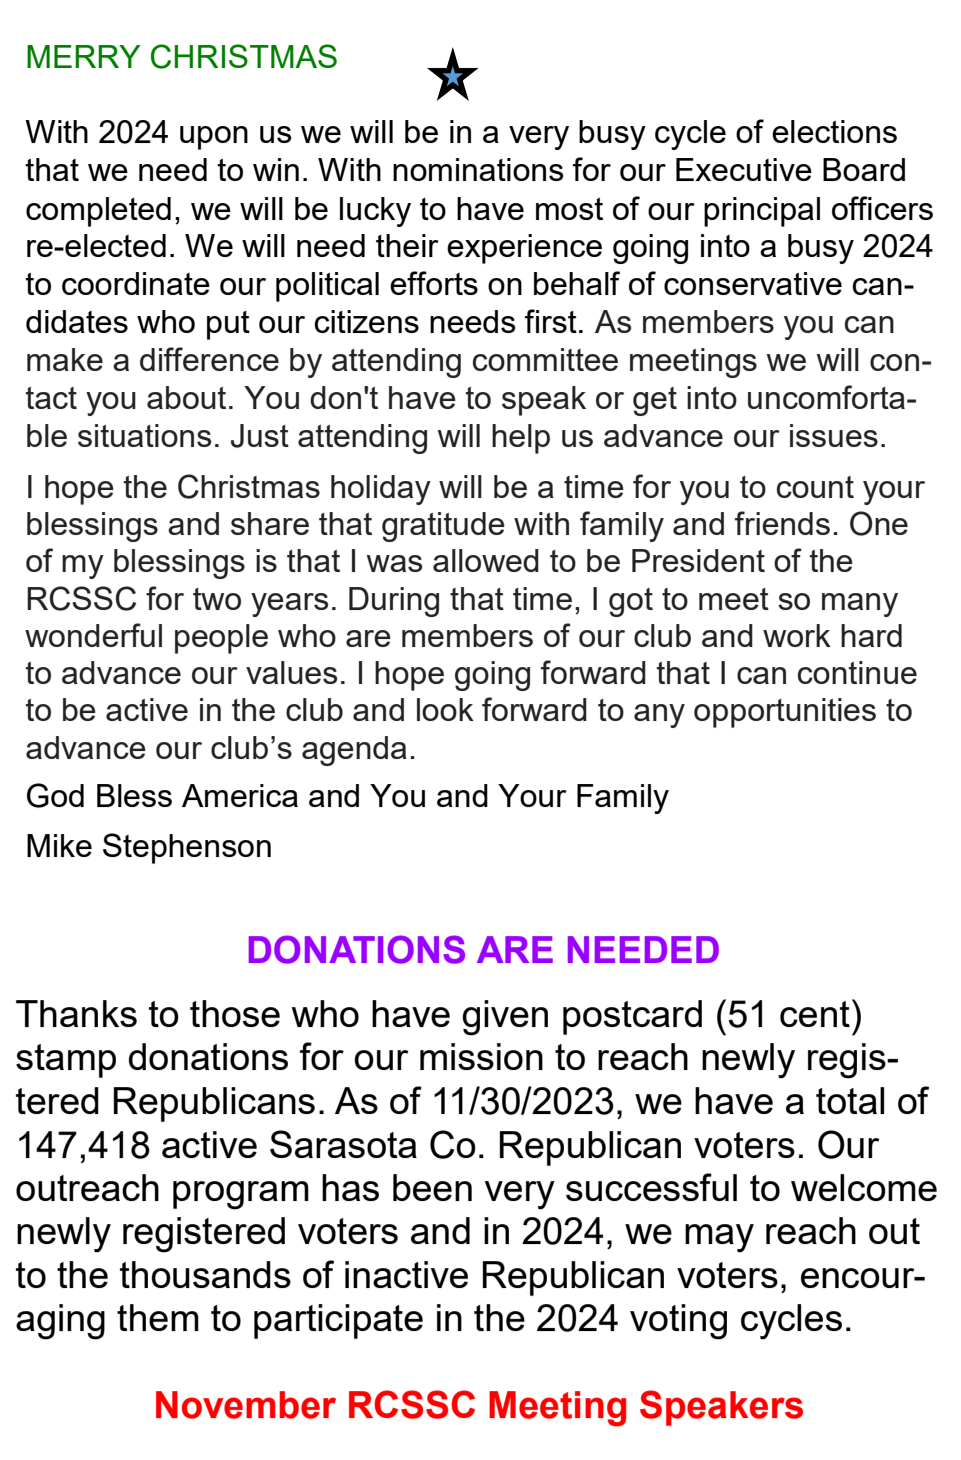 MERRY CHRISTMAS
With 2024 upon us we will be in a very busy cycle of elections
that we need to win. With nominations for our Executive Board
completed, we will be lucky to have most of our principal officers
re-elected. We will need their experience going into a busy 2024
to coordinate our political efforts on behalf of conservative can-
didates who put our citizens needs first. As members you can
make a difference by attending committee meetings we will con-
tact you about. You don't have to speak or get into uncomforta-
ble situations. Just attending will help us advance our issues.
I hope the Christmas holiday will be a time for you to count your
blessings and share that gratitude with family and friends. One
of my blessings is that I was allowed to be President of the
RCSSC for two years. During that time, I got to meet so many
wonderful people who are members of our club and work hard
to advance our values. I hope going forward that I can continue
to be active in the club and look forward to any opportunities to
advance our club’s agenda.
God Bless America and You and Your Family
Mike Stephenson
DONATIONS ARE NEEDED
Thanks to those who have given postcard (51 cent)
stamp donations for our mission to reach newly regis-
tered Republicans. As of 11/30/2023, we have a total of
147,418 active Sarasota Co. Republican voters. Our
outreach program has been very successful to welcome
newly registered voters and in 2024, we may reach out
to the thousands of inactive Republican voters, encour-
aging them to participate in the 2024 voting cycles.
November RCSSC Meeting Speakers